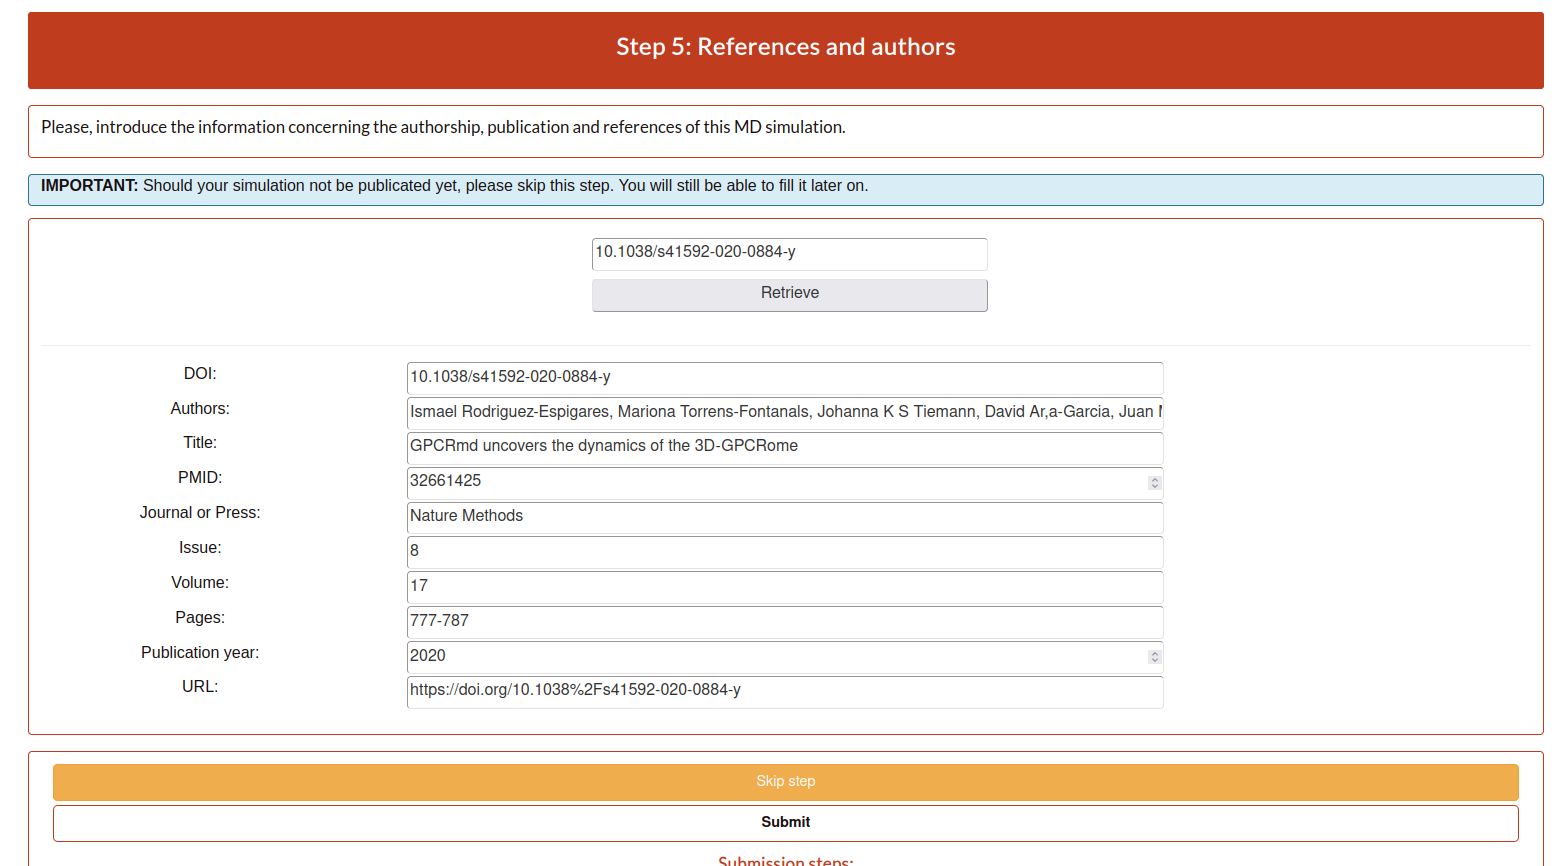 Step 5: References and authors
Please, introduce the information concerning the authorship, publication and references of this MD simulation.
IMPORTANT: Should your simulation not be publicated yet, please skip this step. You will still be able to fill it later on.
10.1038/s41592-020-0884-y
Retrieve
DOI: 10.1038/s41592-020-0884-y
Authors: Ismael Rodriguez-Espigares, Mariona Torrens-Fontanals, Johanna K S Tiemann, David Ar,a-Garcia, Juan
Title: GPCRmd uncovers the dynamics of the 3D-GPCRome
PMID: 32661425
Journal or Press: Nature Methods
Issue: 8
Volume: 17
Pages: 777-787
Publication year: 2020
URL: https://doi.org/10.1038%2Fs41592-020-0884-y
Skip step
Submit
Submission steps: